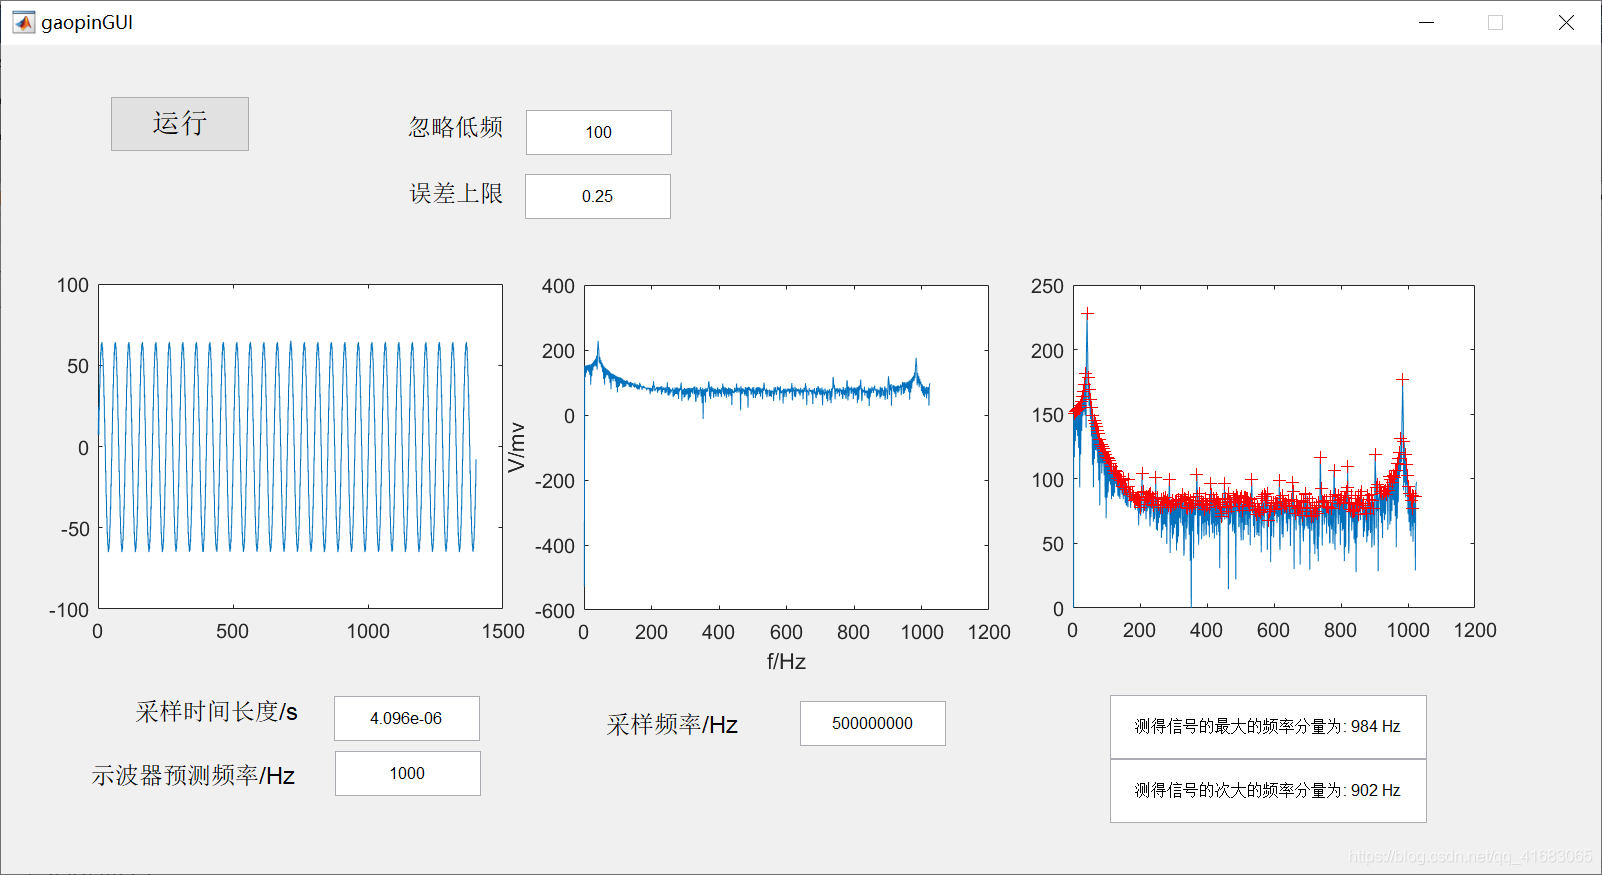 gaopinGUI
运行
忽略低频
100
误差上限
0.25
100
50
0
-50
-100
0 500 1000 1500
V/mv
400
200
0
-200
-400
-600
0 200 400 600 800 1000 1200
f/Hz
250
200
150
100
50
0
0 200 400 600 800 1000 1200
采样时间长度/s
4.096e-06
示波器预测频率/Hz
1000
采样频率/Hz
500000000
测得信号的最大的频率分量为: 984 Hz
测得信号的次大的频率分量为: 902 Hz
https://blog.csdn.net/qq_41683065